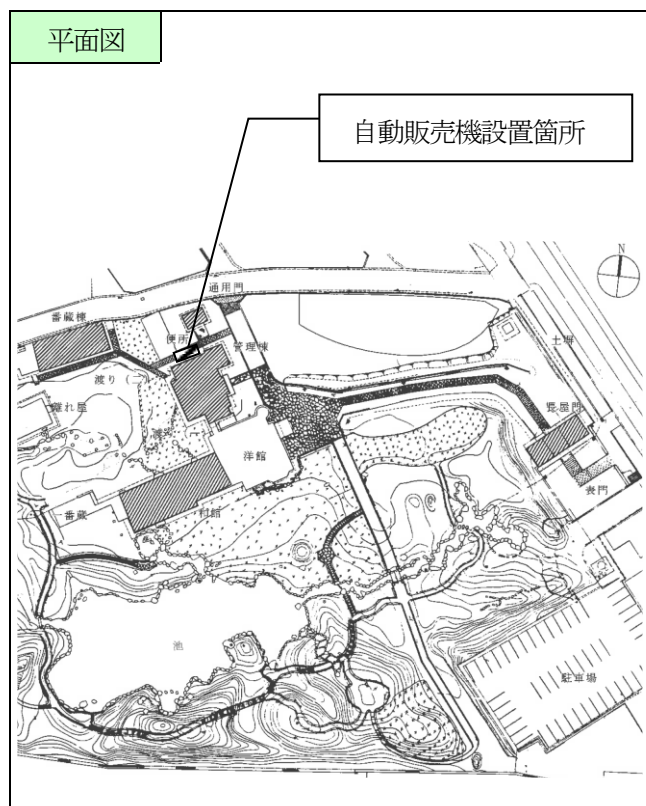 平面図
自動販売機設置箇所
N
通用門
番蔵棟
便所
管理棟
土塀
渡り（二）
離れ屋
長屋門
洋館
表門
一番蔵
村館
池
駐車場